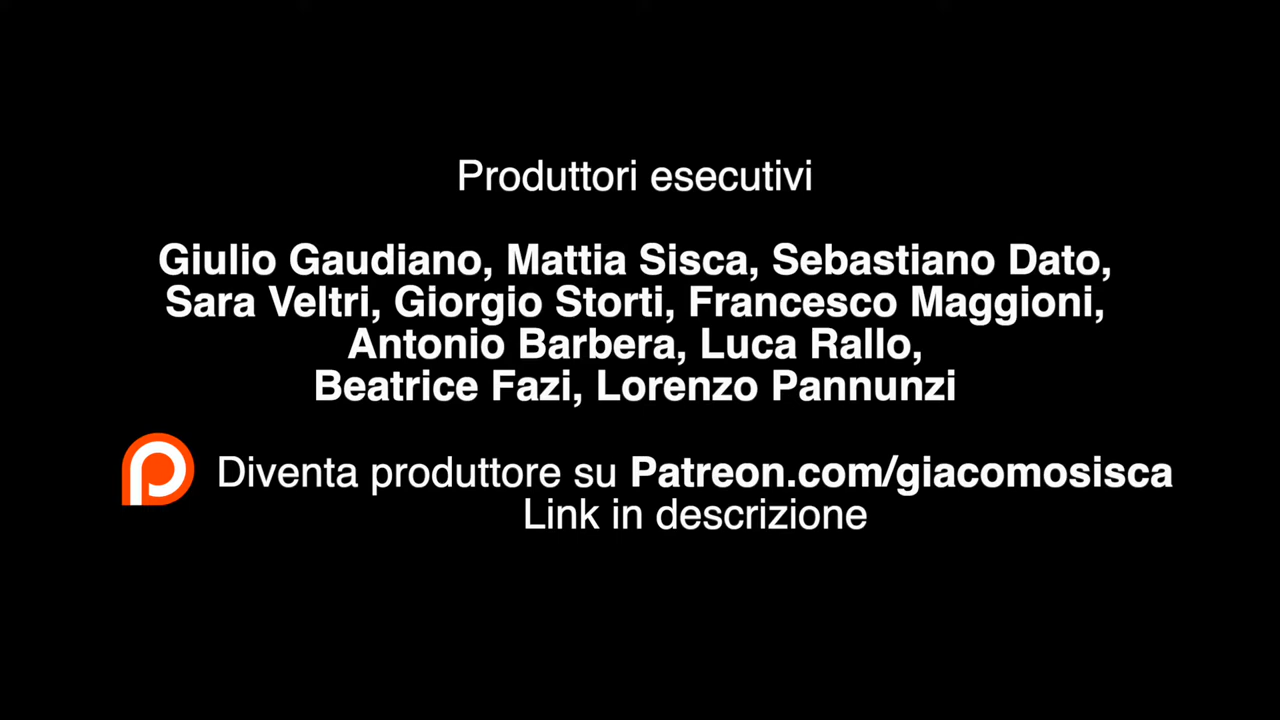 Produttori esecutivi
Giulio Gaudiano, Mattia Sisca, Sebastiano Dato,
Sara Veltri, Giorgio Storti, Francesco Maggioni,
Antonio Barbera, Luca Rallo,
Beatrice Fazi, Lorenzo Pannunzi
Diventa produttore su Patreon.com/giacomosisca
Link in descrizione